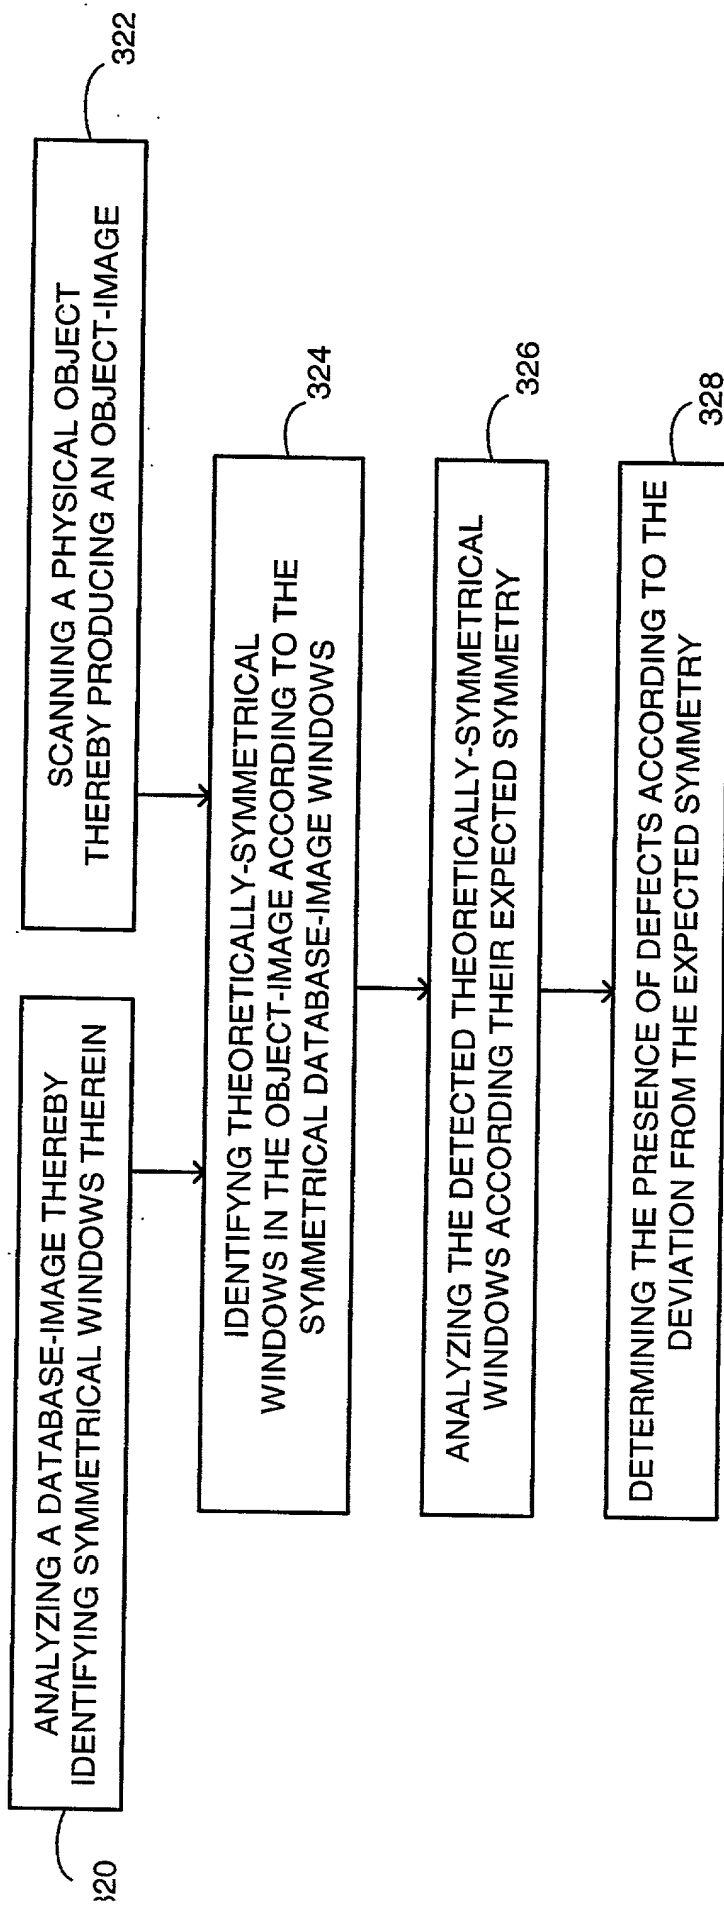 ANALYZING A DATABASE-IMAGE THEREBY
IDENTIFYING SYMMETRICAL WINDOWS THEREIN
SCANNING A PHYSICAL OBJECT
THEREBY PRODUCING AN OBJECT-IMAGE
322
IDENTIFYNG THEORETICALLY-SYMMETRICAL
WINDOWS IN THE OBJECT-IMAGE ACCORDING TO THE
SYMMETRICAL DATABASE-IMAGE WINDOWS
324
ANALYZING THE DETECTED THEORETICALLY-SYMMETRICAL
WINDOWS ACCORDING THEIR EXPECTED SYMMETRY
326
DETERMINING THE PRESENCE OF DEFECTS ACCORDING TO THE
DEVIATION FROM THE EXPECTED SYMMETRY
328